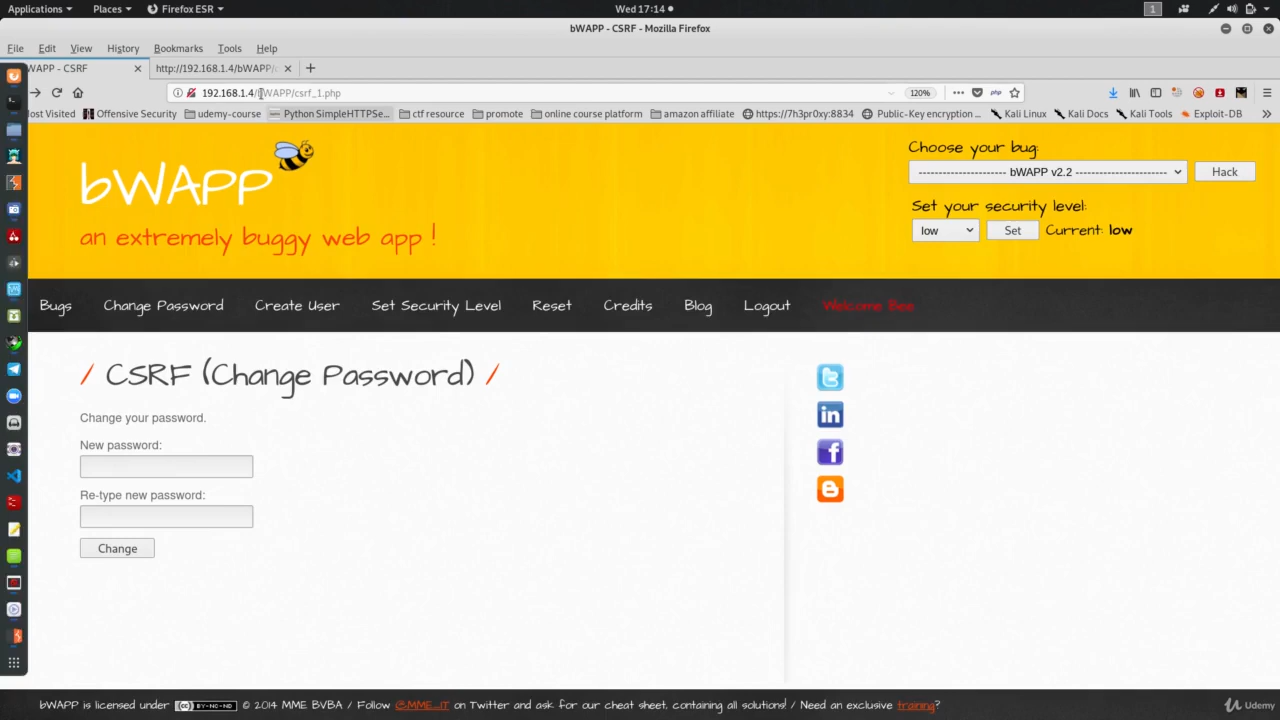 Applications Places Firefox ESR Wed 17:14 1
bWAPP - CSRF - Mozilla Firefox
File Edit View History Bookmarks Tools Help
WAPP - CSRF http://192.168.1.4/bWAPP/c
192.168.1.4/bWAPP/csrf_1.php 120% php
ost Visited Offensive Security udemy-course Python SimpleHTTPSe... ctf resource promote online course platform amazon affiliate https://7h3pr0xy:8834 Public-Key encryption ... Kali Linux Kali Docs Kali Tools Exploit-DB
bWAPP
an extremely buggy web app !
Choose your bug:
---------------------- bWAPP v2.2 ----------------------- Hack
Set your security level:
low Set Current: low
Bugs Change Password Create User Set Security Level Reset Credits Blog Logout Welcome Bee
/ CSRF (Change Password) /
Change your password.
New password:
Re-type new password:
Change
bWAPP is licensed under BY-NC-ND © 2014 MME BVBA / Follow @MME_IT on Twitter and ask for our cheat sheet, containing all solutions! / Need an exclusive training?
Udemy